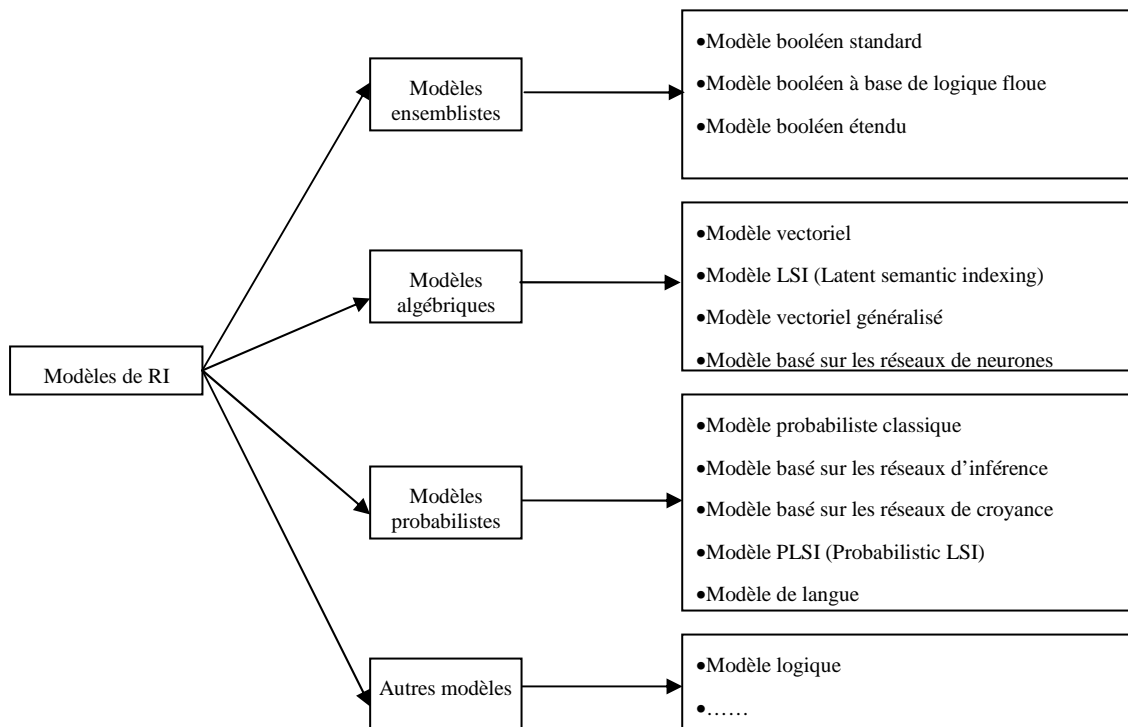 Modèles de RI
Modèles
ensemblistes
•Modèle booléen standard
•Modèle booléen à base de logique floue
•Modèle booléen étendu
Modèles
algébriques
•Modèle vectoriel
•Modèle LSI (Latent semantic indexing)
•Modèle vectoriel généralisé
•Modèle basé sur les réseaux de neurones
Modèles
probabilistes
•Modèle probabiliste classique
•Modèle basé sur les réseaux d’inférence
•Modèle basé sur les réseaux de croyance
•Modèle PLSI (Probabilistic LSI)
•Modèle de langue
Autres modèles
•Modèle logique
•……